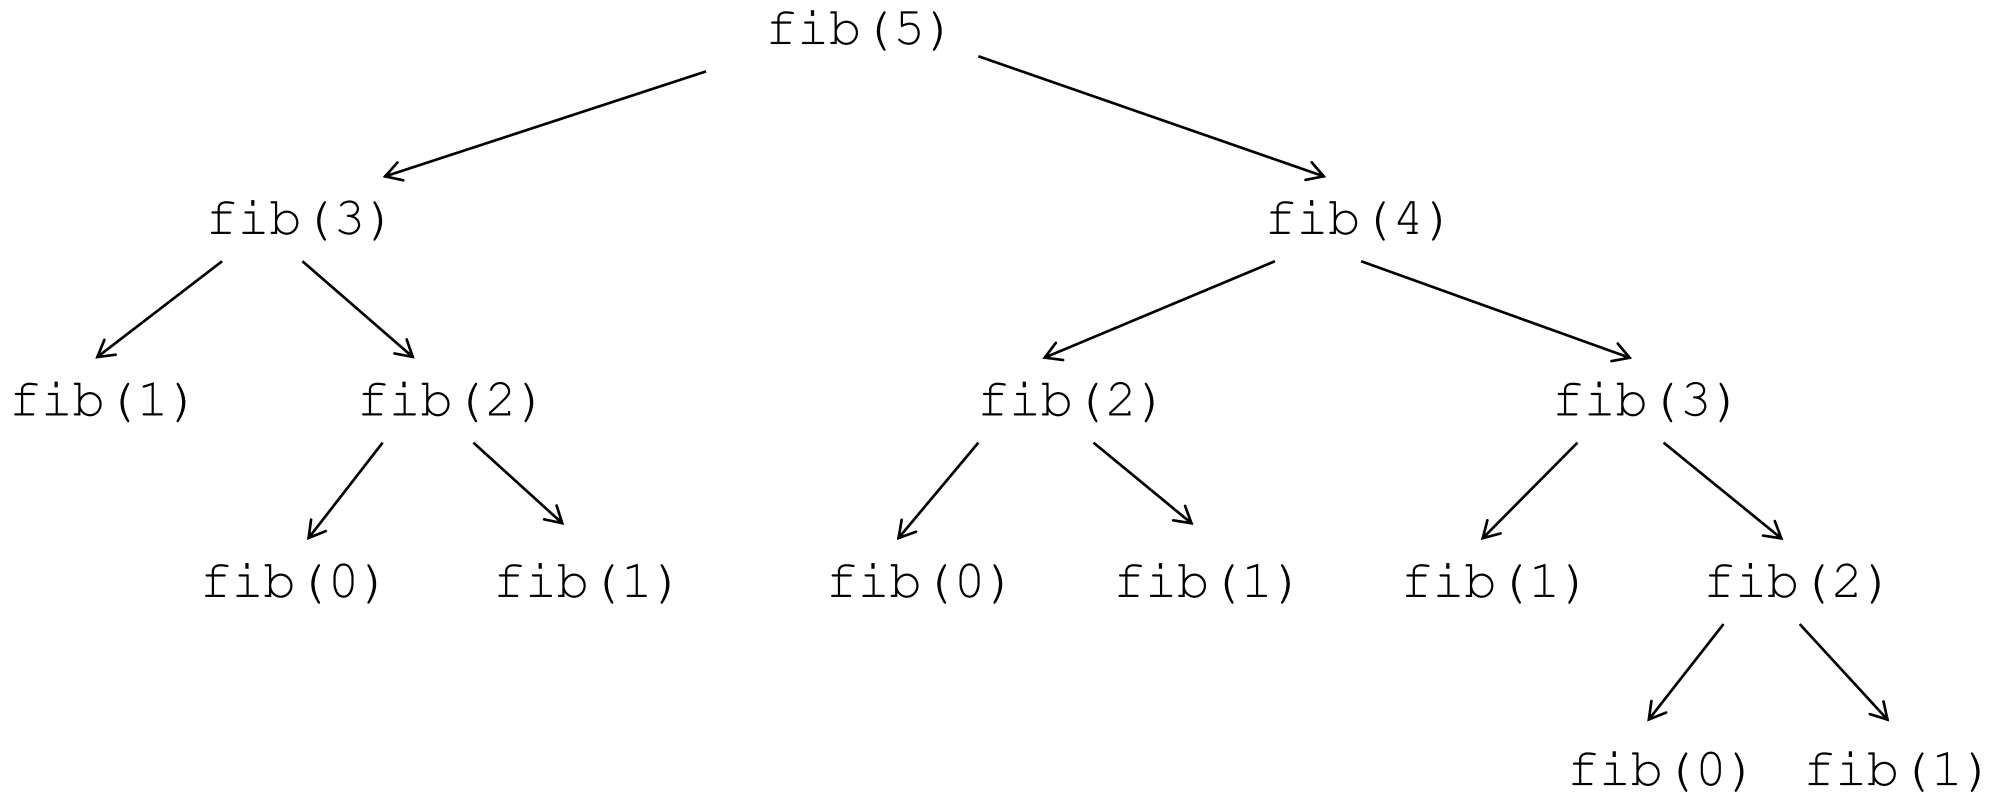 fib(5)
fib(3) fib(4)
fib(1) fib(2) fib(2) fib(3)
fib(0) fib(1) fib(0) fib(1) fib(1) fib(2)
fib(0) fib(1)